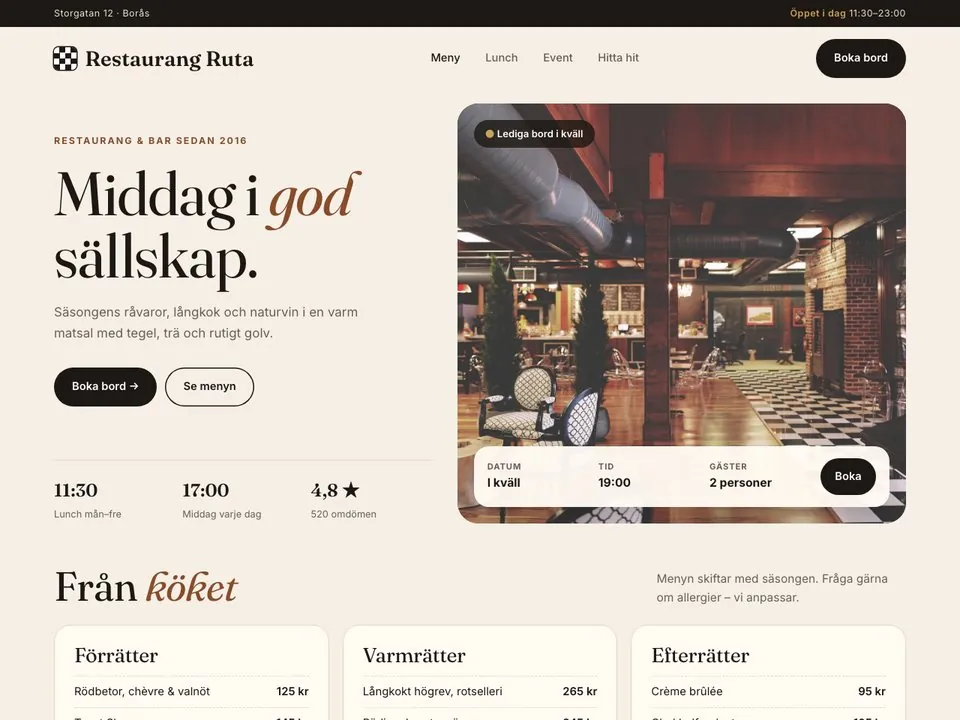 Storgatan 12 · Borås
Öppet i dag 11:30–23:00
Restaurang Ruta
Meny
Lunch
Event
Hitta hit
Boka bord
RESTAURANG & BAR SEDAN 2016
Middag i god
sällskap.
Säsongens råvaror, långkok och naturvin i en varm
matsal med tegel, trä och rutigt golv.
Boka bord →
Se menyn
11:30
Lunch mån–fre
17:00
Middag varje dag
4,8 ★
520 omdömen
Lediga bord i kväll
DATUM
I kväll
TID
19:00
GÄSTER
2 personer
Boka
Från köket
Menyn skiftar med säsongen. Fråga gärna
om allergier – vi anpassar.
Förrätter
Rödbetor, chèvre & valnöt 125 kr
Varmrätter
Långkokt högrev, rotselleri 265 kr
Efterrätter
Crème brûlée 95 kr